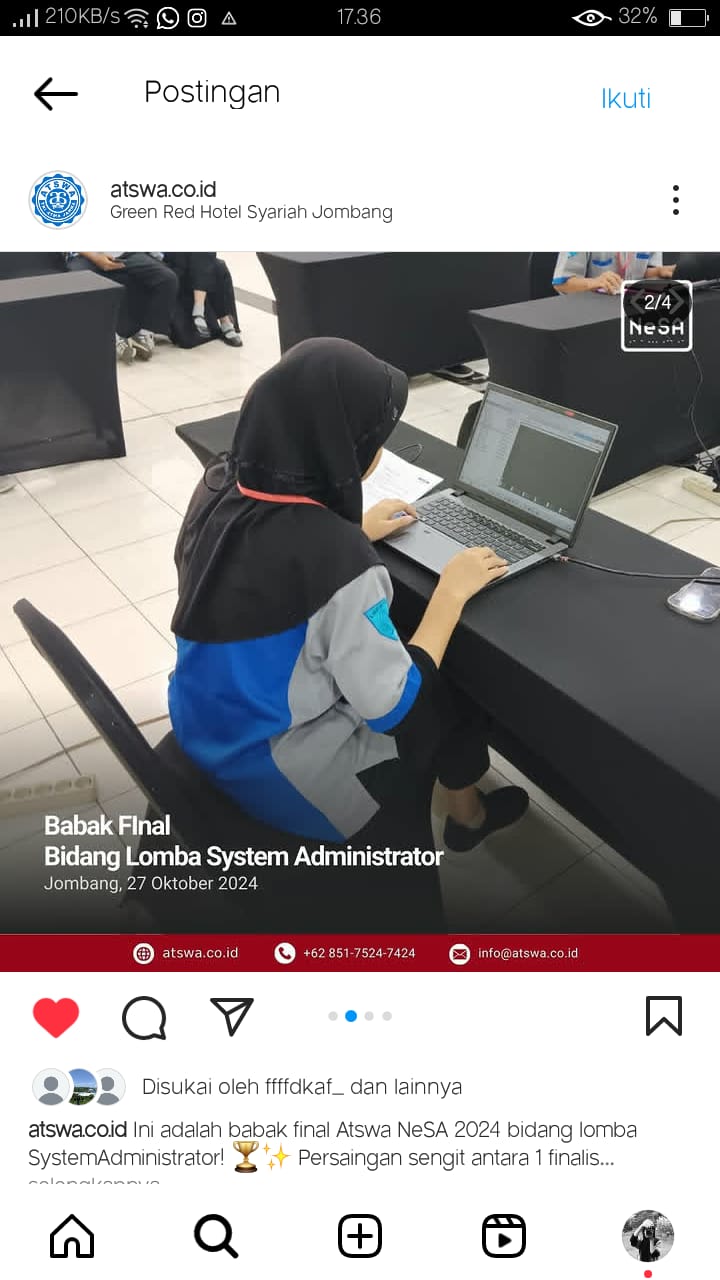 210KB/s
17.36
32%
Postingan
Ikuti
atswa.co.id
Green Red Hotel Syariah Jombang
ATSWA
2/4
NeSA
Babak FInal
Bidang Lomba System Administrator
Jombang, 27 Oktober 2024
atswa.co.id
+62 851-7524-7424
info@atswa.co.id
Disukai oleh ffffdkaf_ dan lainnya
atswa.co.id Ini adalah babak final Atswa NeSA 2024 bidang lomba
SystemAdministrator! 🏆✨ Persaingan sengit antara 1 finalis...
selengkapnya